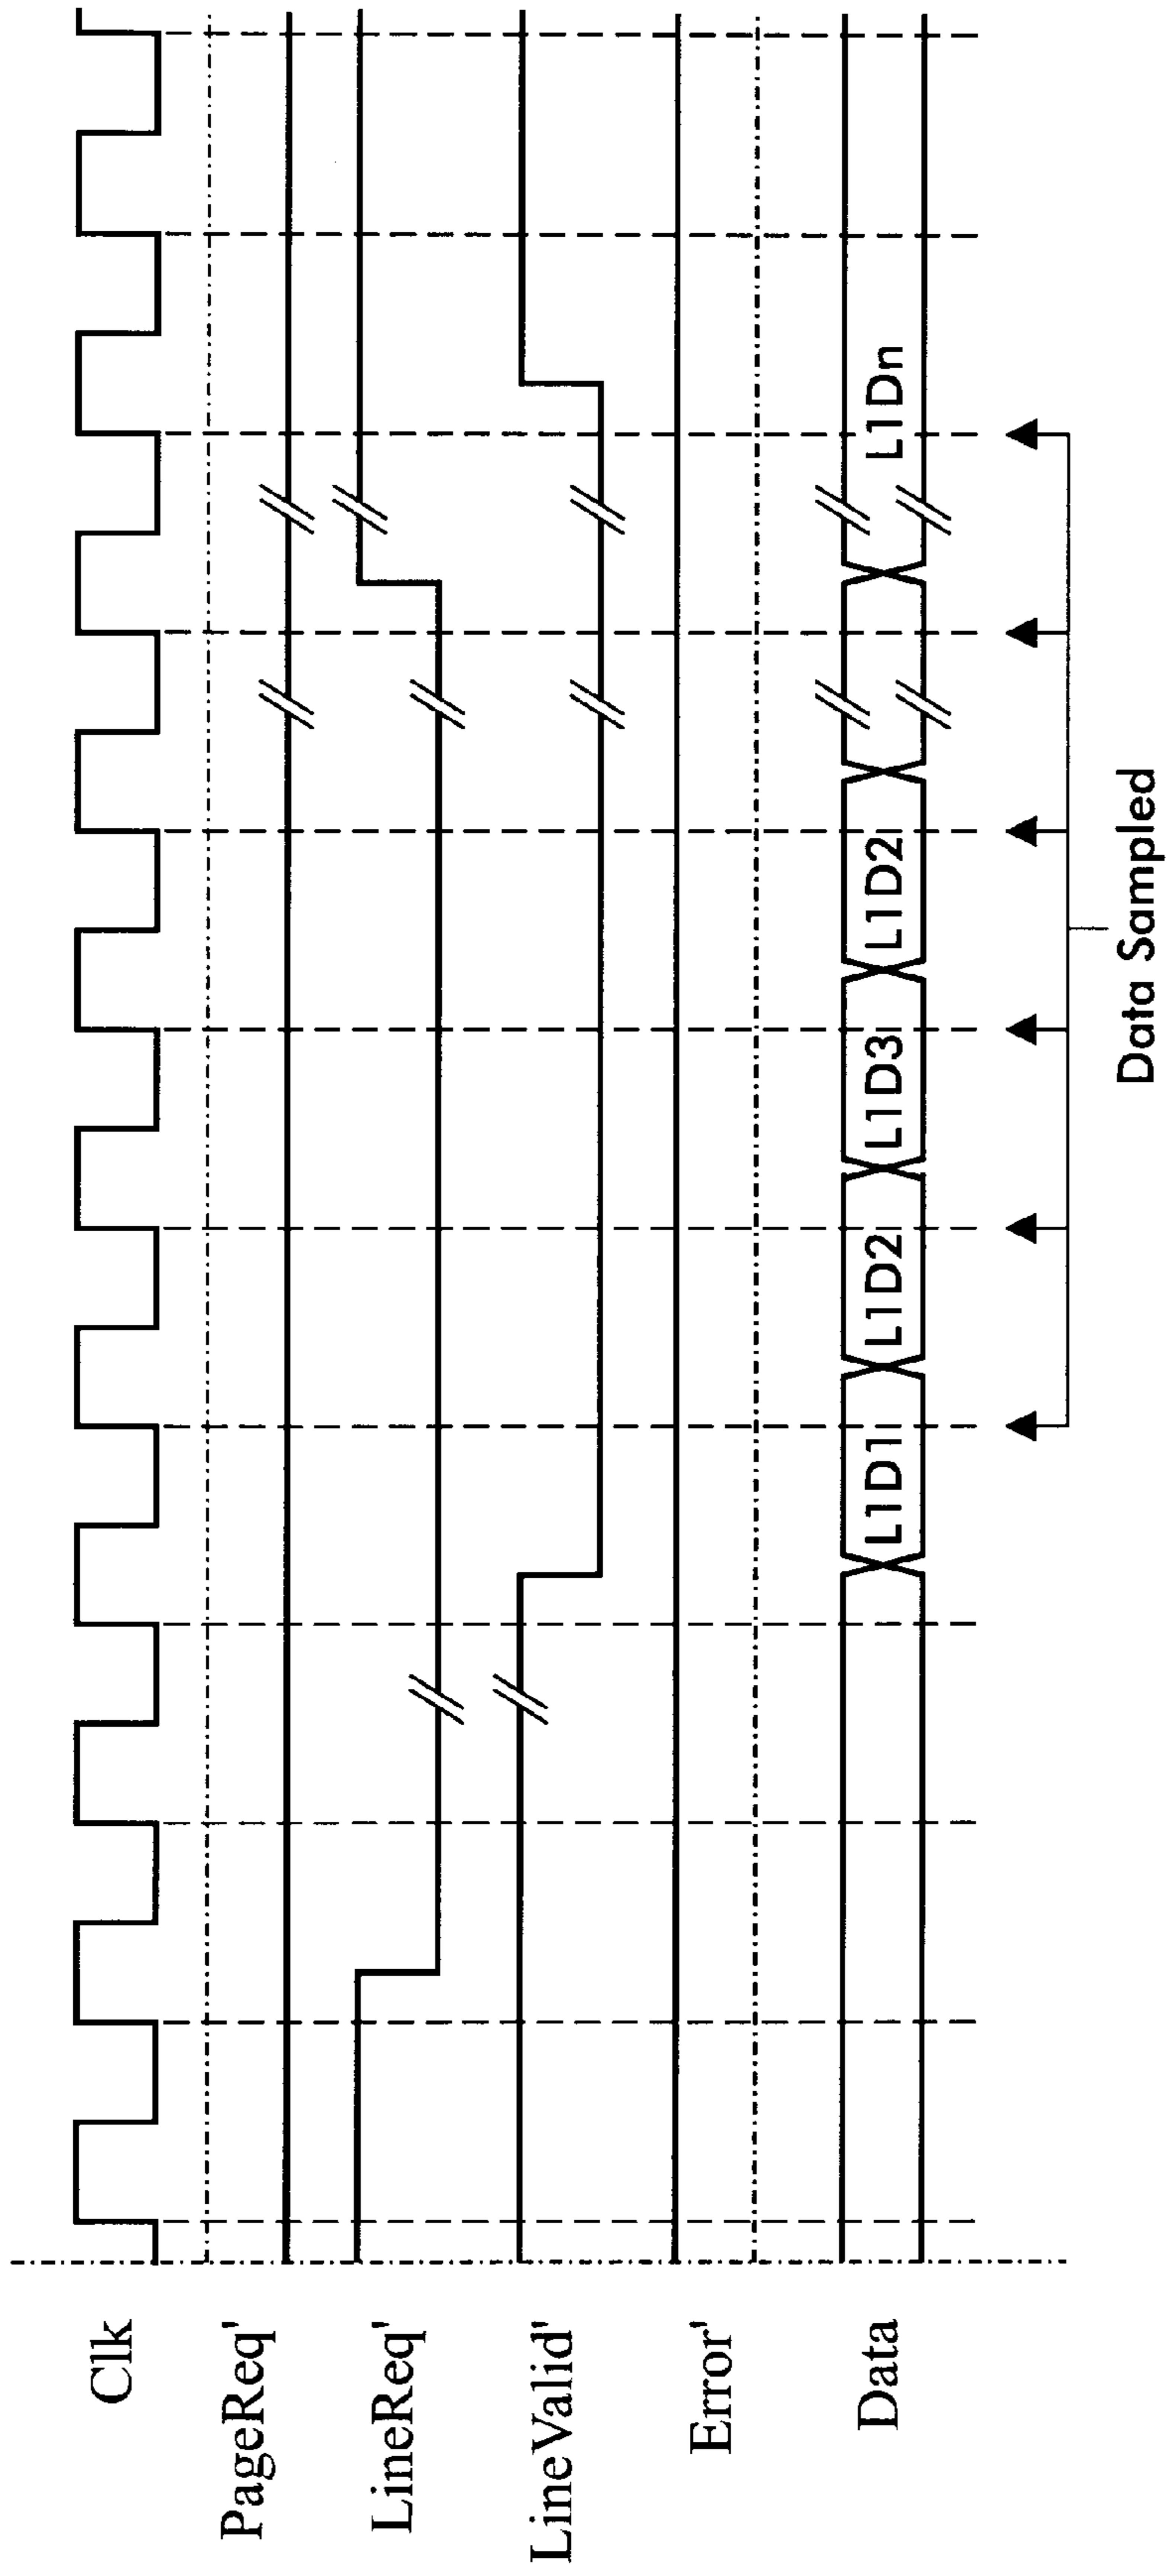 Clk
PageReq'
LineReq'
LineValid'
Error'
Data
L1D1
L1D2
L1D3
L1D2
L1Dn
Data Sampled